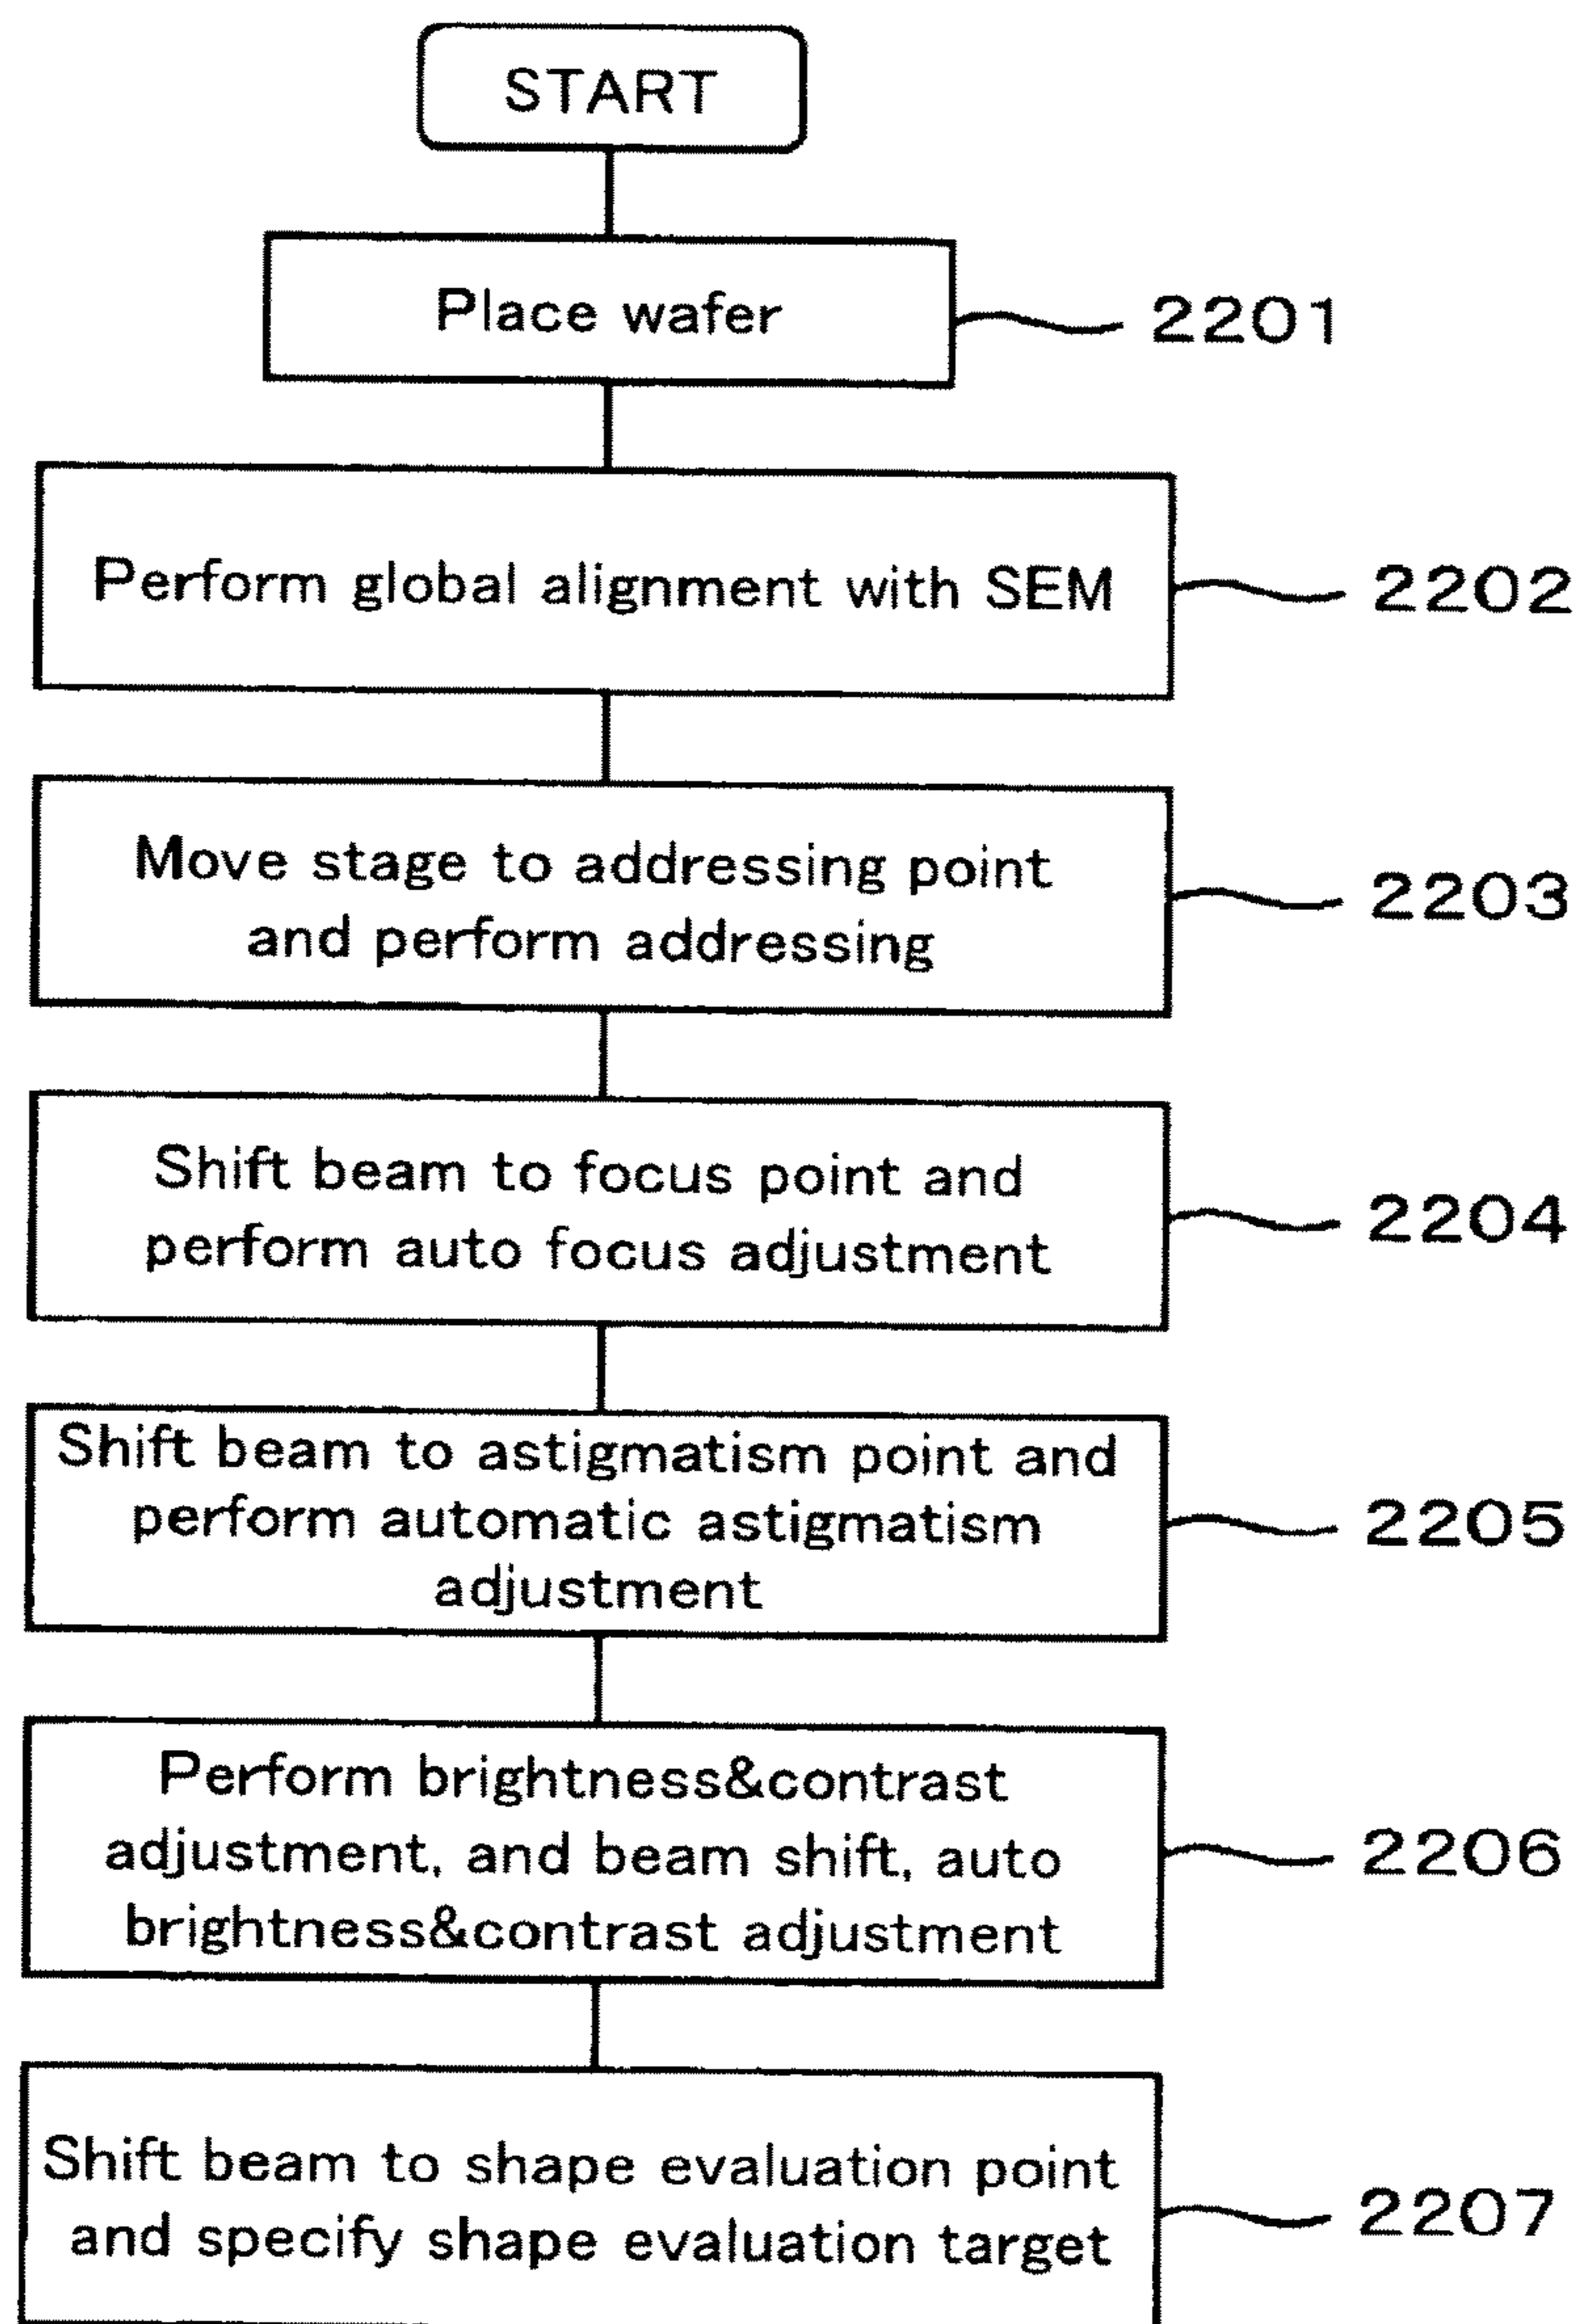 START
Place wafer
2201
Perform global alignment with SEM
2202
Move stage to addressing point
and perform addressing
2203
Shift beam to focus point and
perform auto focus adjustment
2204
Shift beam to astigmatism point and
perform automatic astigmatism
adjustment
2205
Perform brightness&contrast
adjustment, and beam shift, auto
brightness&contrast adjustment
2206
Shift beam to shape evaluation point
and specify shape evaluation target
2207